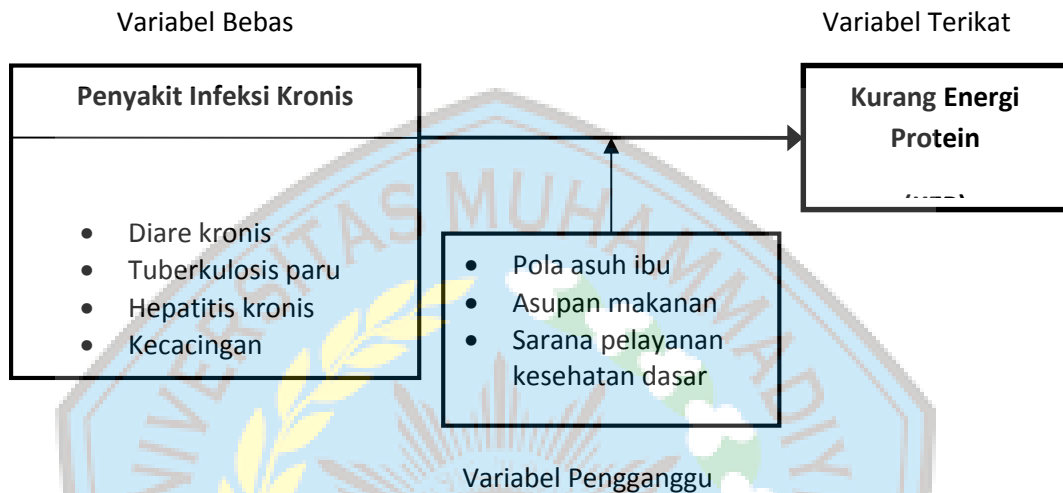 Variabel Bebas
Variabel Terikat
Penyakit Infeksi Kronis
• Diare kronis
• Tuberkulosis paru
• Hepatitis kronis
• Kecacingan
Kurang Energi
Protein
• Pola asuh ibu
• Asupan makanan
• Sarana pelayanan
kesehatan dasar
Variabel Pengganggu